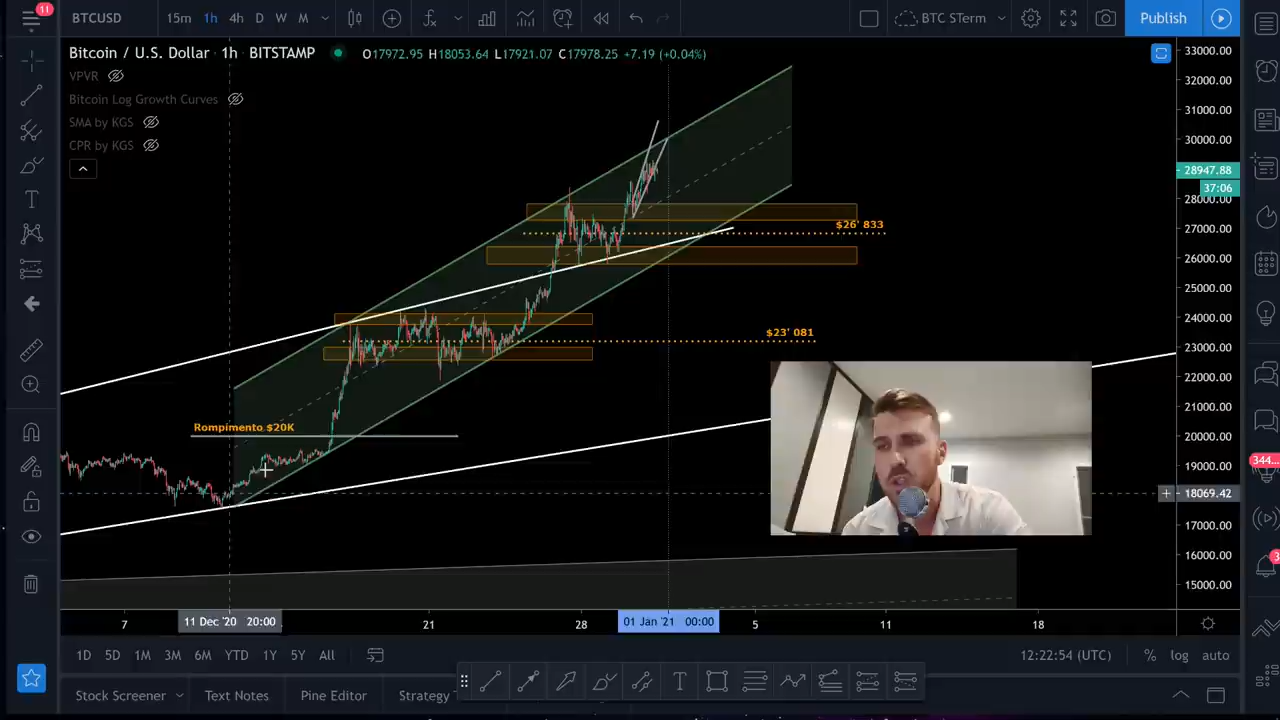 11
BTCUSD 15m 1h 4h D W M BTC STerm Publish
Bitcoin / U.S. Dollar · 1h · BITSTAMP O17972.95 H18053.64 L17921.07 C17978.25 +7.19 (+0.04%)
VPVR
Bitcoin Log Growth Curves
SMA by KGS
CPR by KGS
33000.00
32000.00
31000.00
30000.00
28947.88
37:06
28000.00
27000.00
26000.00
24000.00
23000.00
22000.00
21000.00
20000.00
19000.00
18069.42
17000.00
16000.00
15000.00
$26' 833
$23' 081
Rompimento $20K
344...
3
7 11 Dec '20 20:00 21 28 01 Jan '21 00:00 5 11 18
1D 5D 1M 3M 6M YTD 1Y 5Y All 12:22:54 (UTC) % log auto
Stock Screener Text Notes Pine Editor Strategy